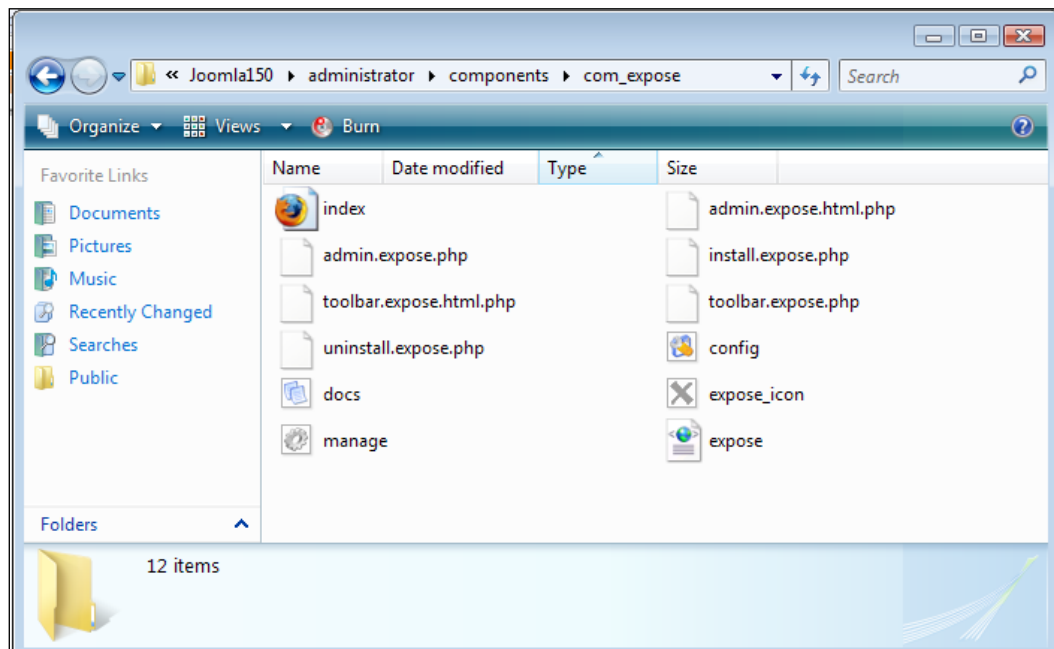 « Joomla150 ▸ administrator ▸ components ▸ com_expose Search
Organize Views Burn
Favorite Links
Documents
Pictures
Music
Recently Changed
Searches
Public
Folders
Name Date modified Type Size
index admin.expose.html.php
admin.expose.php install.expose.php
toolbar.expose.html.php toolbar.expose.php
uninstall.expose.php config
docs expose_icon
manage expose
12 items